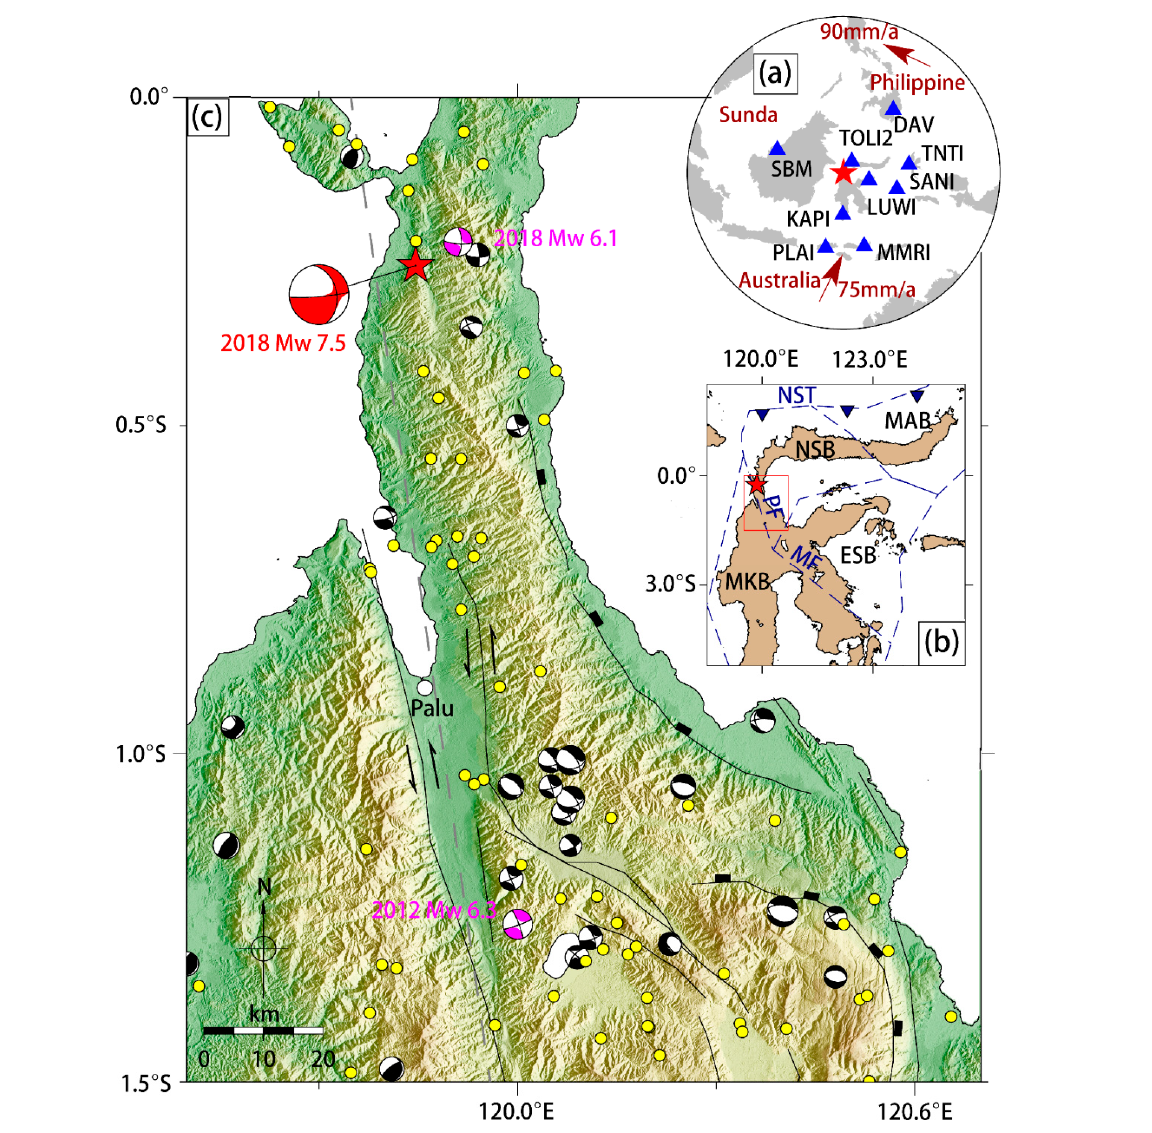 90mm/a
(a)
Philippine
Sunda
DAV
TOLI2
TNTI
SBM
SANI
LUWI
KAPI
PLAI
MMRI
Australia
75mm/a
0.0°
(c)
2018 Mw 6.1
2018 Mw 7.5
120.0°E
123.0°E
NST
MAB
NSB
0.0°
PF
MF
ESB
3.0°S
MKB
(b)
0.5°S
Palu
1.0°S
N
2012 Mw 6.3
km
0
10
20
1.5°S
120.0°E
120.6°E